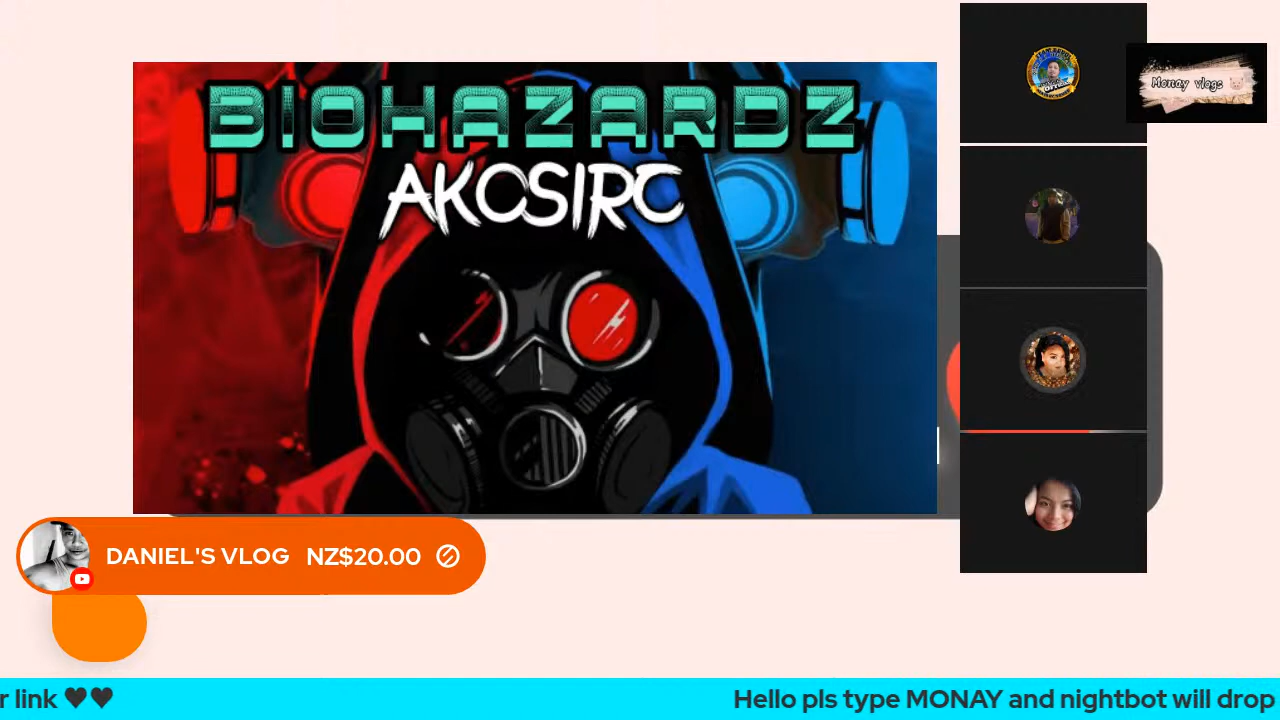 BIOHAZARDZ
AKOSIRC
Monay vlogs
DANIEL'S VLOG NZ$20.00
r link ♥♥
Hello pls type MONAY and nightbot will drop